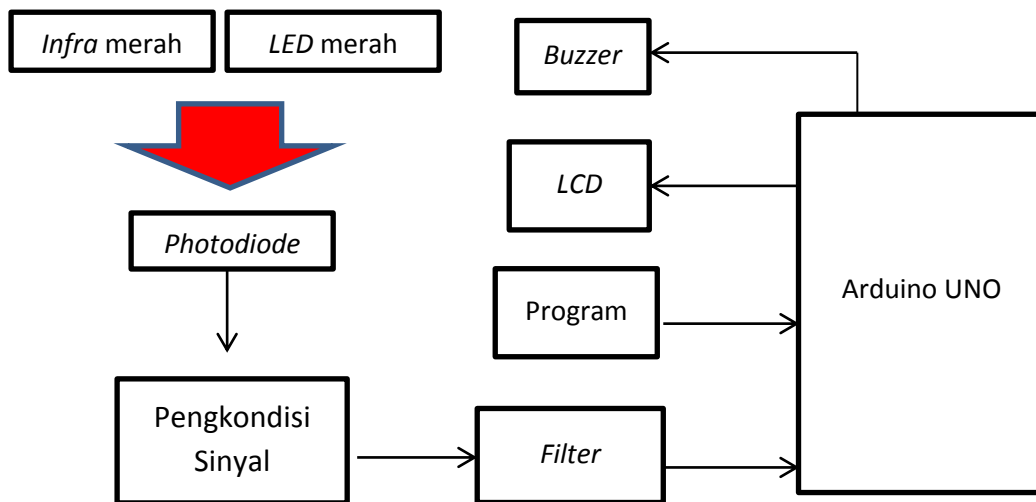 Infra merah
LED merah
Buzzer
LCD
Photodiode
Program
Arduino UNO
Pengkondisi
Sinyal
Filter